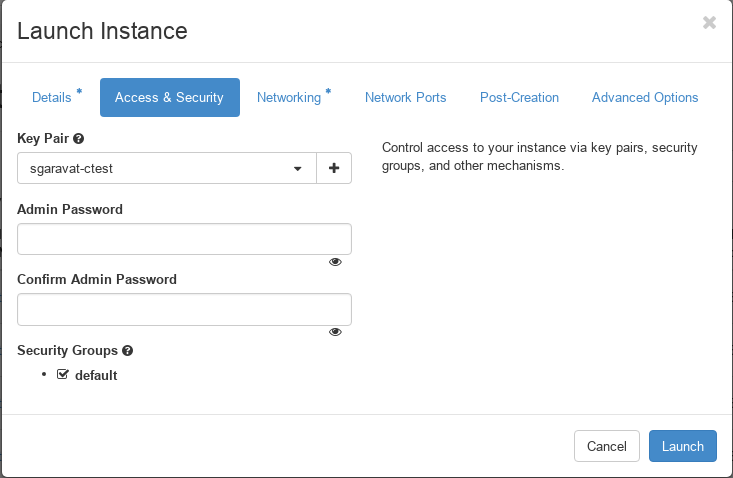 Launch Instance
Details *
Access & Security
Networking *
Network Ports
Post-Creation
Advanced Options
Key Pair
sgaravat-ctest
Admin Password
Confirm Admin Password
Security Groups
default
Control access to your instance via key pairs, security
groups, and other mechanisms.
Cancel
Launch